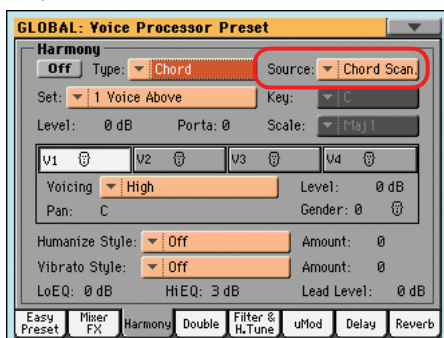 GLOBAL: Voice Processor Preset
Harmony
Off Type: Chord Source: Chord Scan.
Set: 1 Voice Above Key: C
Level: 0 dB Porta: 0 Scale: Maj1
V1 V2 V3 V4
Voicing High Level: 0 dB
Pan: C Gender: 0
Humanize Style: Off Amount: 0
Vibrato Style: Off Amount: 0
LoEQ: 0 dB HiEQ: 3 dB Lead Level: 0 dB
Easy Preset Mixer FX Harmony Double Filter & H.Tune uMod Delay Reverb